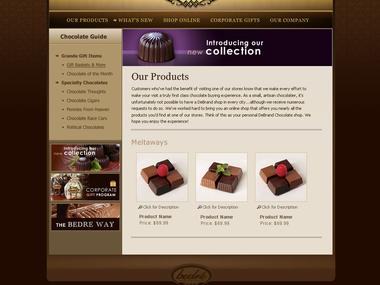 OUR PRODUCTS
WHAT'S NEW
SHOP ONLINE
CORPORATE GIFTS
OUR COMPANY
Chocolate Guide
Grande Gift Items
Gift Baskets & More
Chocolate of the Month
Specialty Chocolates
Chocolate Thoughts
Chocolate Cigars
Pennies From Heaven
Chocolate Race Cars
Political Chocolates
Introducing our
new collection
CORPORATE
GIFT PROGRAM
THE BEDRE WAY
Introducing our
new collection
Our Products
Customers who've had the benefit of visiting one of our stores know that we make every effort to
make your visit a truly first class chocolate buying experience. As a small, artisan chocolatier, it's
unfortunately not possible to have a DeBrand shop in every city ...although we receive numerous
requests to do so. We've worked hard to bring you an online shop that offers you nearly all the
products you'd find at one of our stores. Think of this as your personal DeBrand Chocolate shop. We
hope you enjoy the experience!
Meltaways
Click for Description
Click for Description
Click for Description
Product Name
Product Name
Product Name
Price: $69.99
Price: $69.99
Price: $69.99
bedré